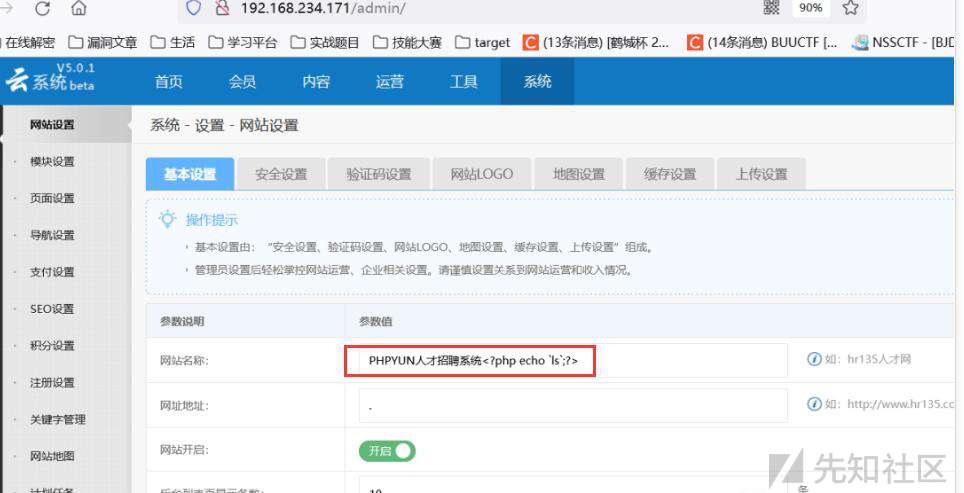 192.168.234.171/admin/
90%
在线解密 漏洞文章 生活 学习平台 实战题目 技能大赛 target (13条消息) [鹤城杯 2... (14条消息) BUUCTF [... NSSCTF - [BJD
云系统 V5.0.1 beta 首页 会员 内容 运营 工具 系统
网站设置
系统 - 设置 - 网站设置
模块设置
基本设置 安全设置 验证码设置 网站LOGO 地图设置 缓存设置 上传设置
页面设置
操作提示
导航设置
· 基本设置由: “安全设置、验证码设置、网站LOGO、地图设置、缓存设置、上传设置”组成。
支付设置
· 管理员设置后轻松掌控网站运营、企业相关设置。请谨慎设置关系到网站运营和收入情况。
SEO设置
参数说明 参数值
积分设置
网站名称: PHPYUN人才招聘系统<?php echo `ls`;?> 如: hr135人才网
注册设置
网址地址: . 如: http://www.hr135.cc
关键字管理
网站开启: 开启
网站地图
先知社区
计划任务
后台列表页显示条数: 10 条